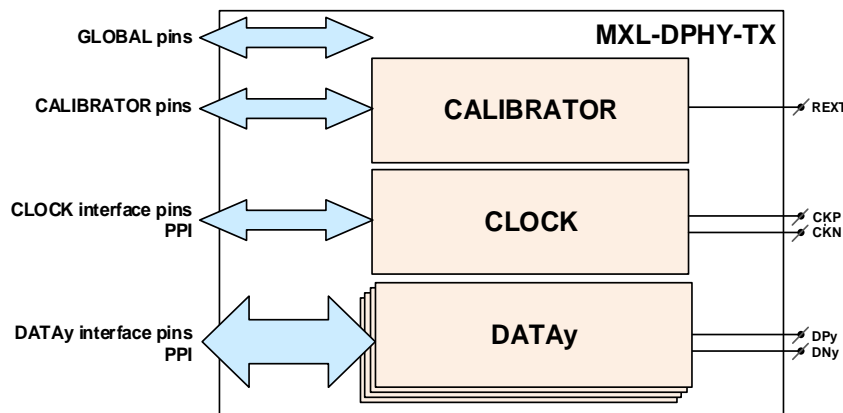 GLOBAL pins
MXL-DPHY-TX
CALIBRATOR pins
CALIBRATOR
REXT
CLOCK interface pins
PPI
CLOCK
CKP
CKN
DATAy interface pins
PPI
DATAy
DPy
DNy